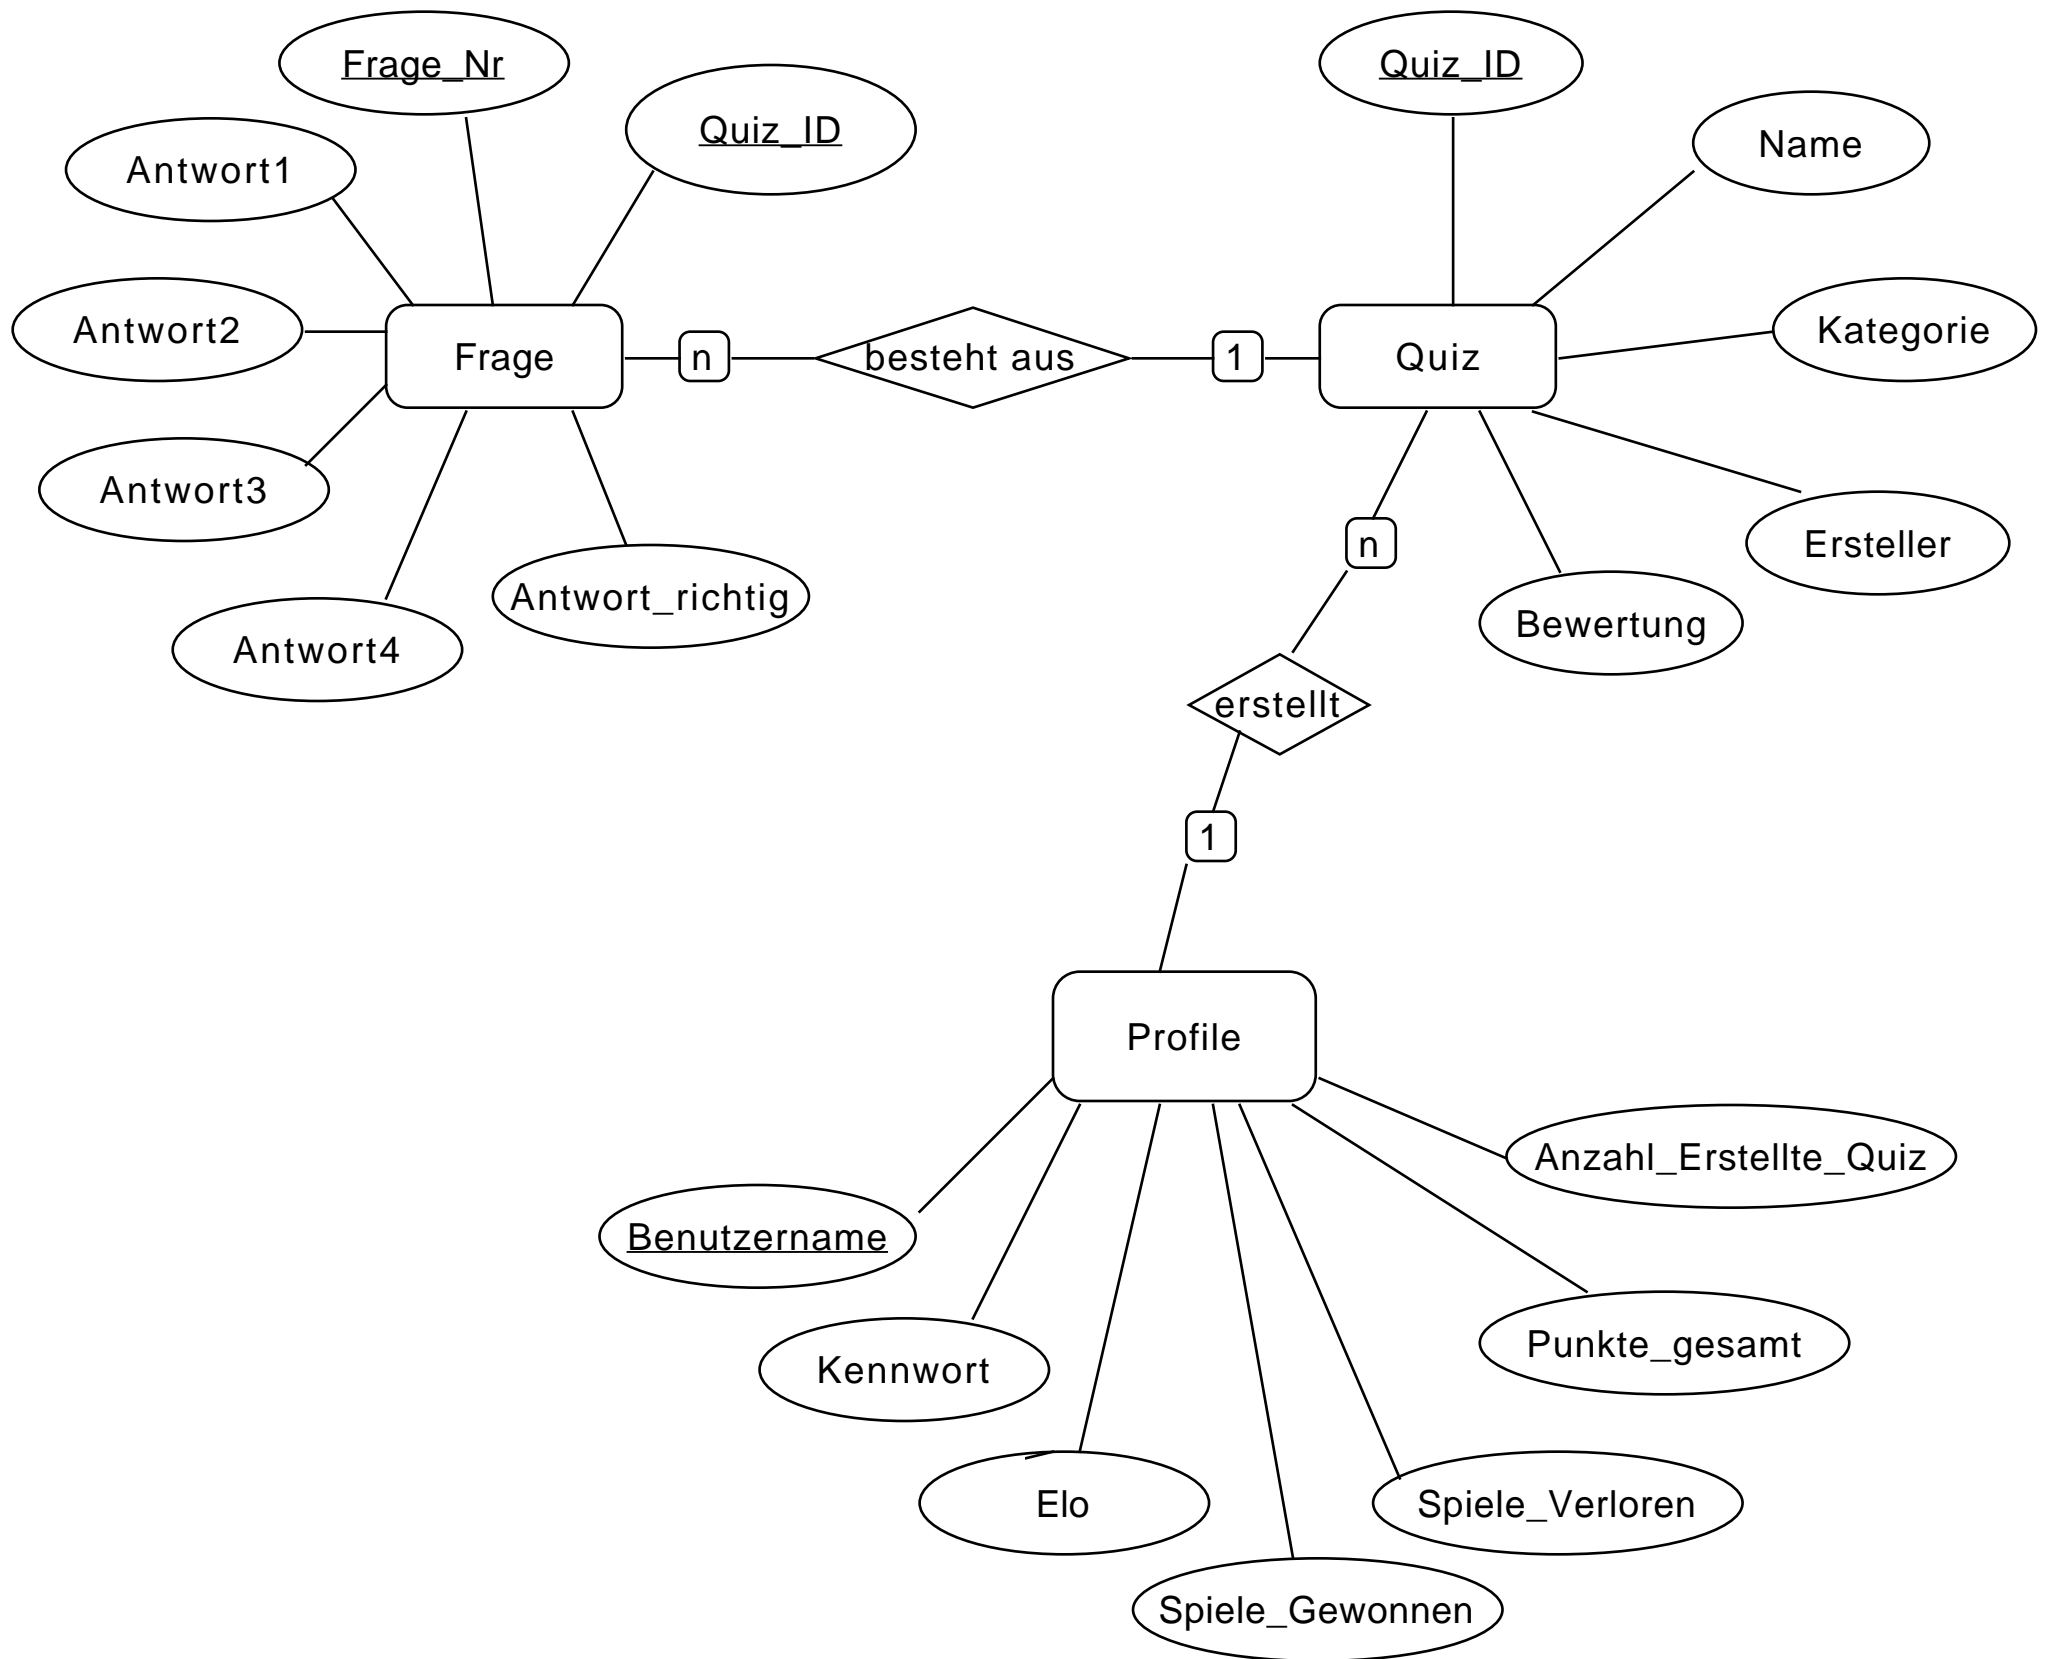 Frage_Nr
Quiz_ID
Quiz_ID
Name
Antwort1
Antwort2
Kategorie
Frage
n
besteht aus
1
Quiz
Antwort3
n
Ersteller
Antwort_richtig
Bewertung
Antwort4
erstellt
1
Profile
Anzahl_Erstellte_Quiz
Benutzername
Punkte_gesamt
Kennwort
Elo
Spiele_Verloren
Spiele_Gewonnen